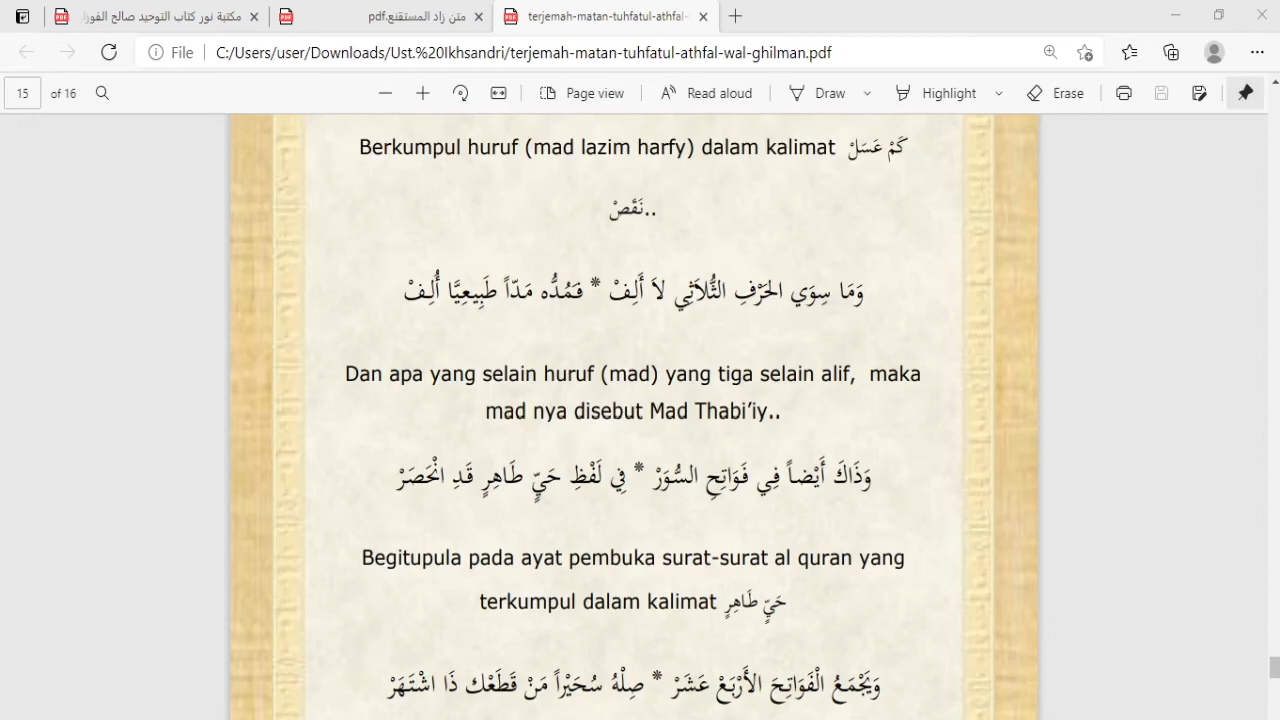 مكتبة نور كتاب التوحيد صالح الفوزا
متن زاد المستقنع.pdf
terjemah-matan-tuhfatul-athfal-
File
C:/Users/user/Downloads/Ust.%20Ikhsandri/terjemah-matan-tuhfatul-athfal-wal-ghilman.pdf
15 of 16
Page view
Read aloud
Draw
Highlight
Erase
Berkumpul huruf (mad lazim harfy) dalam kalimat كَمْ عَسَلْ
نَقَصْ..
وَمَا سِوَي الحَرْفِ الثُّلَاثِي لاَ أَلِفْ * فَمُدُّه مَدّاً طَبِيعِيَّا أُلِفْ
Dan apa yang selain huruf (mad) yang tiga selain alif, maka
mad nya disebut Mad Thabi’iy..
وَذَاكَ أَيْضاً فِي فَوَاتِحِ السُّوَرْ * فِي لَفْظِ حَيٍّ طَاهِرٍ قَدِ انْحَصَرْ
Begitupula pada ayat pembuka surat-surat al quran yang
terkumpul dalam kalimat حَيٍّ طَاهِرٍ
وَيَجْمَعُ الْفَوَاتِحَ الأَرْبَعْ عَشَرْ * صِلْهُ سُحَيْراً مَنْ قَطَعْك ذَا اشْتَهَرْ